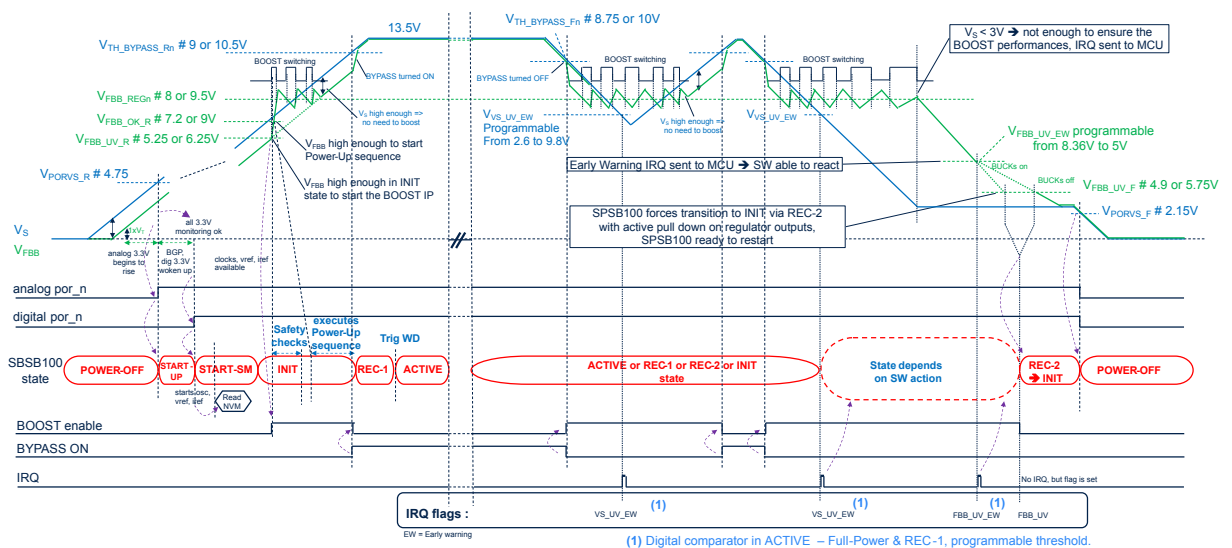 V_TH_BYPASS_Rn # 9 or 10.5V
13.5V
V_TH_BYPASS_Fn # 8.75 or 10V
V_S < 3V ➔ not enough to ensure the
BOOST performances, IRQ sent to MCU
BOOST switching
BOOST switching
BOOST switching
BYPASS turned ON
BYPASS turned OFF
V_FBB_REGn # 8 or 9.5V
V_FBB_OK_R # 7.2 or 9V
V_FBB_UV_R # 5.25 or 6.25V
V_S high enough =>
no need to boost
V_FBB high enough to start
Power-Up sequence
V_FBB high enough in INIT
state to start the BOOST IP
V_VS_UV_EW
Programmable
From 2.6 to 9.8V
V_S high enough =>
no need to boost
V_VS_UV_EW
V_FBB_UV_EW programmable
from 8.36V to 5V
Early Warning IRQ sent to MCU ➔ SW able to react
BUCKs on
BUCKs off
V_FBB_UV_F # 4.9 or 5.75V
V_PORVS_F # 2.15V
SPSB100 forces transition to INIT via REC-2
with active pull down on regulator outputs,
SPSB100 ready to restart
V_PORVS_R # 4.75
V_S
V_FBB
1xV_T
all 3.3V
monitoring ok
analog 3.3V
begins to
rise
BGP,
dig 3.3V
woken up
clocks, vref, iref
available
analog por_n
digital por_n
Safety
checks
executes
Power-Up
sequence
Trig WD
SBSB100
state
POWER-OFF
START-
UP
START-SM
INIT
REC-1
ACTIVE
ACTIVE or REC-1 or REC-2 or INIT
state
State depends
on SW action
REC-2
➔ INIT
POWER-OFF
starts osc,
vref, iref
Read
NVM
BOOST enable
BYPASS ON
IRQ
No IRQ, but flag is set
IRQ flags :
EW = Early warning
VS_UV_EW
(1)
VS_UV_EW
(1)
FBB_UV_EW
(1)
FBB_UV
(1) Digital comparator in ACTIVE – Full-Power & REC-1, programmable threshold.